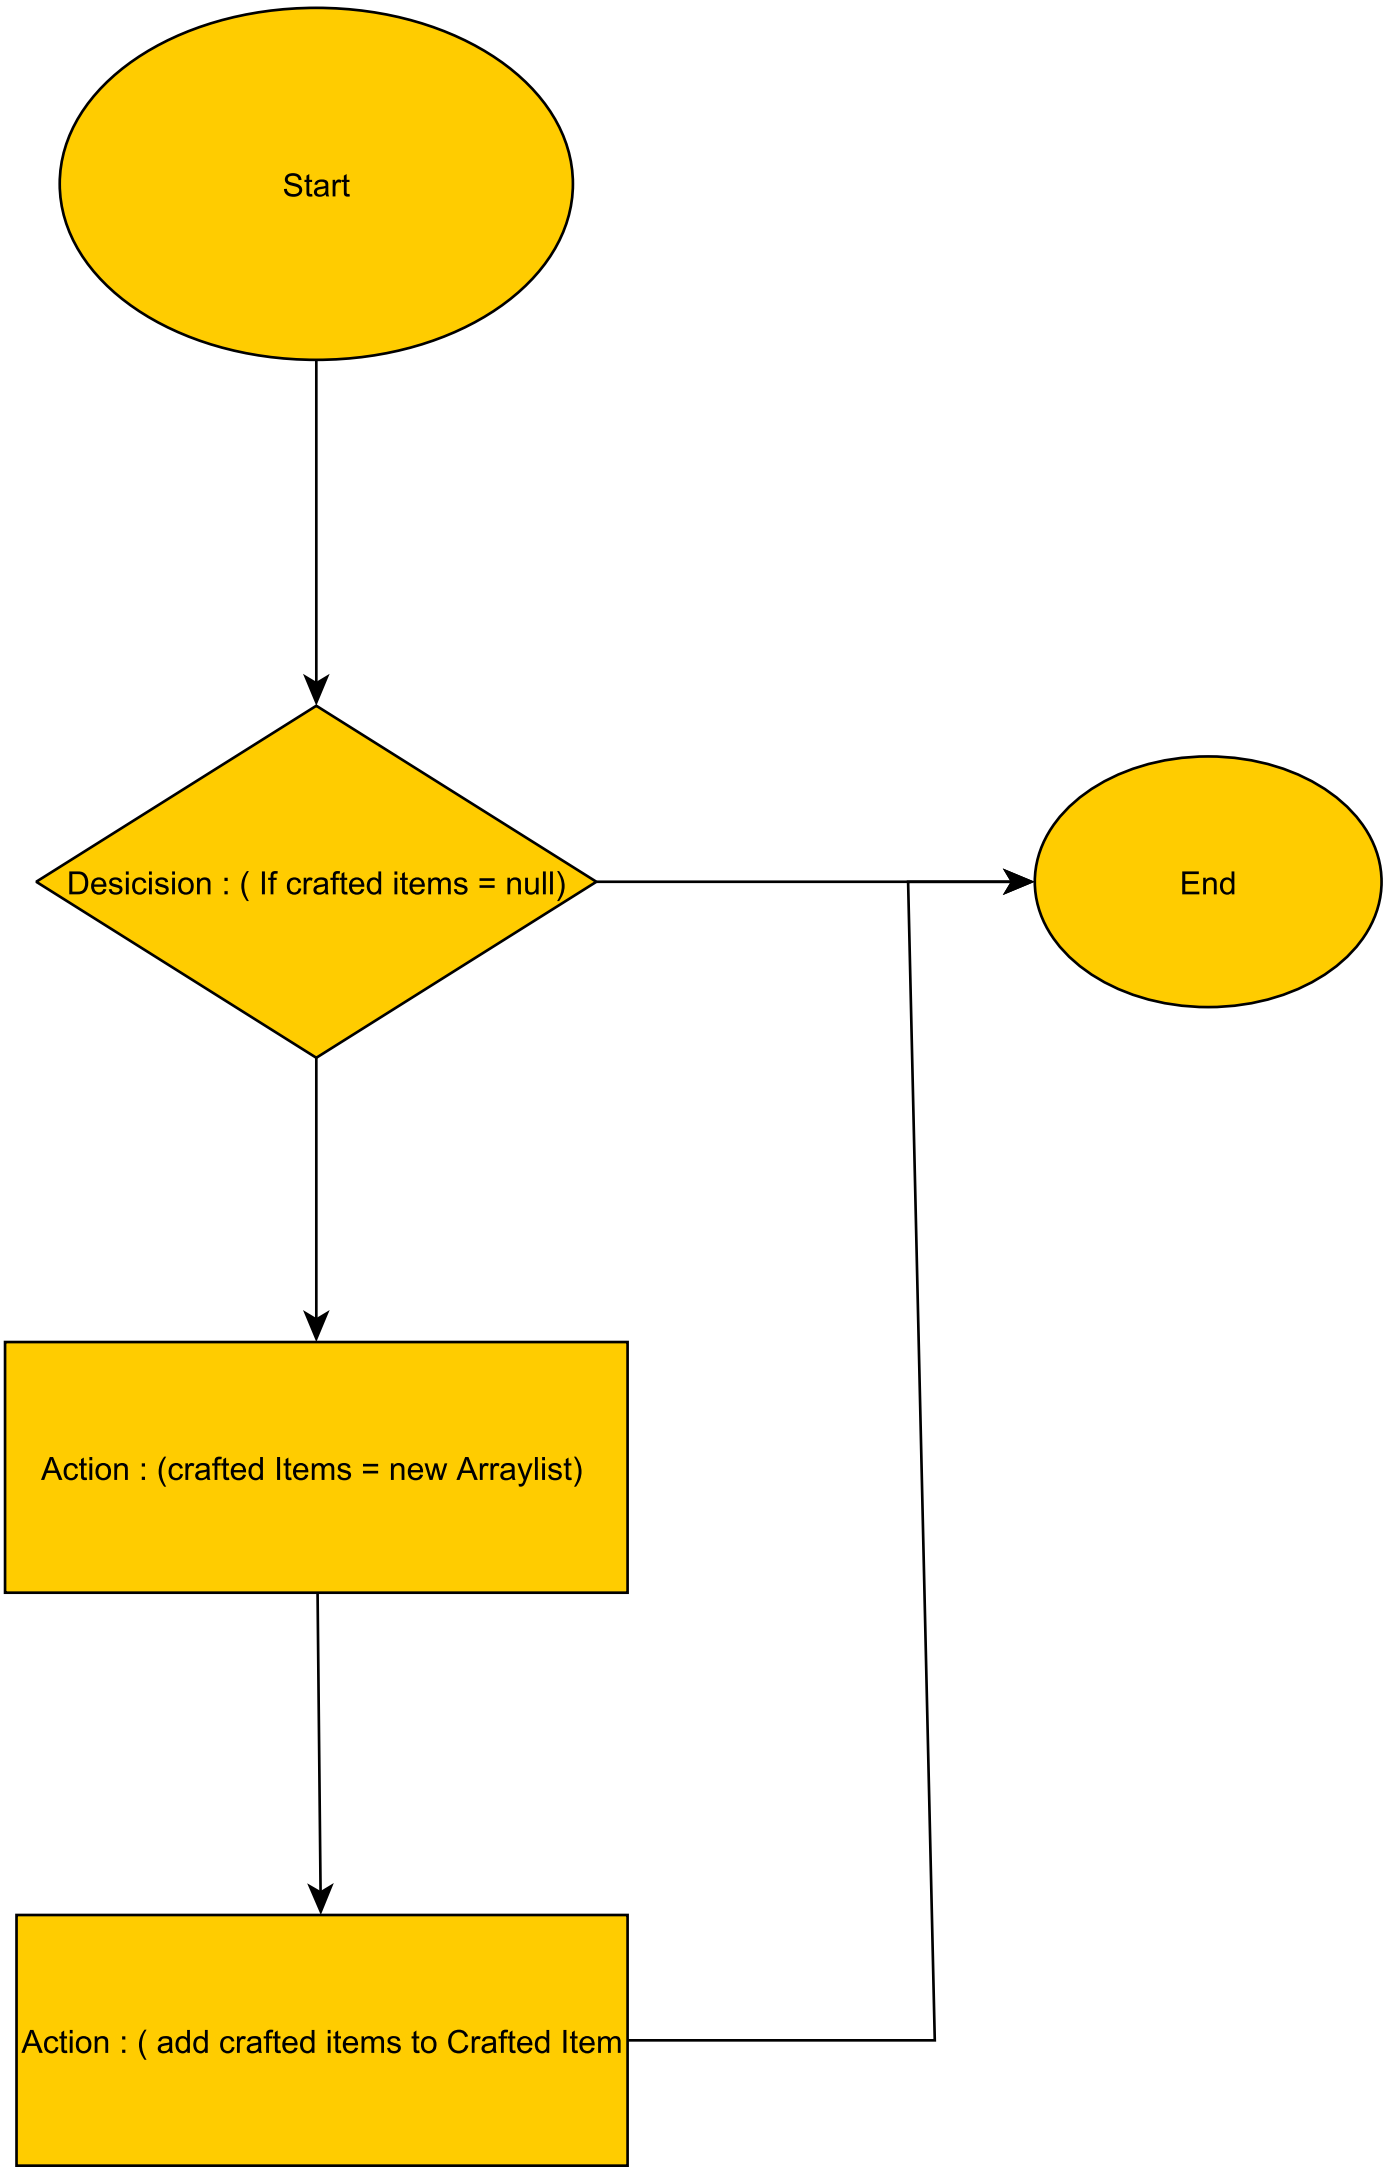 Start
Desicision : ( If crafted items = null)
End
Action : (crafted Items = new Arraylist)
Action : ( add crafted items to Crafted Item